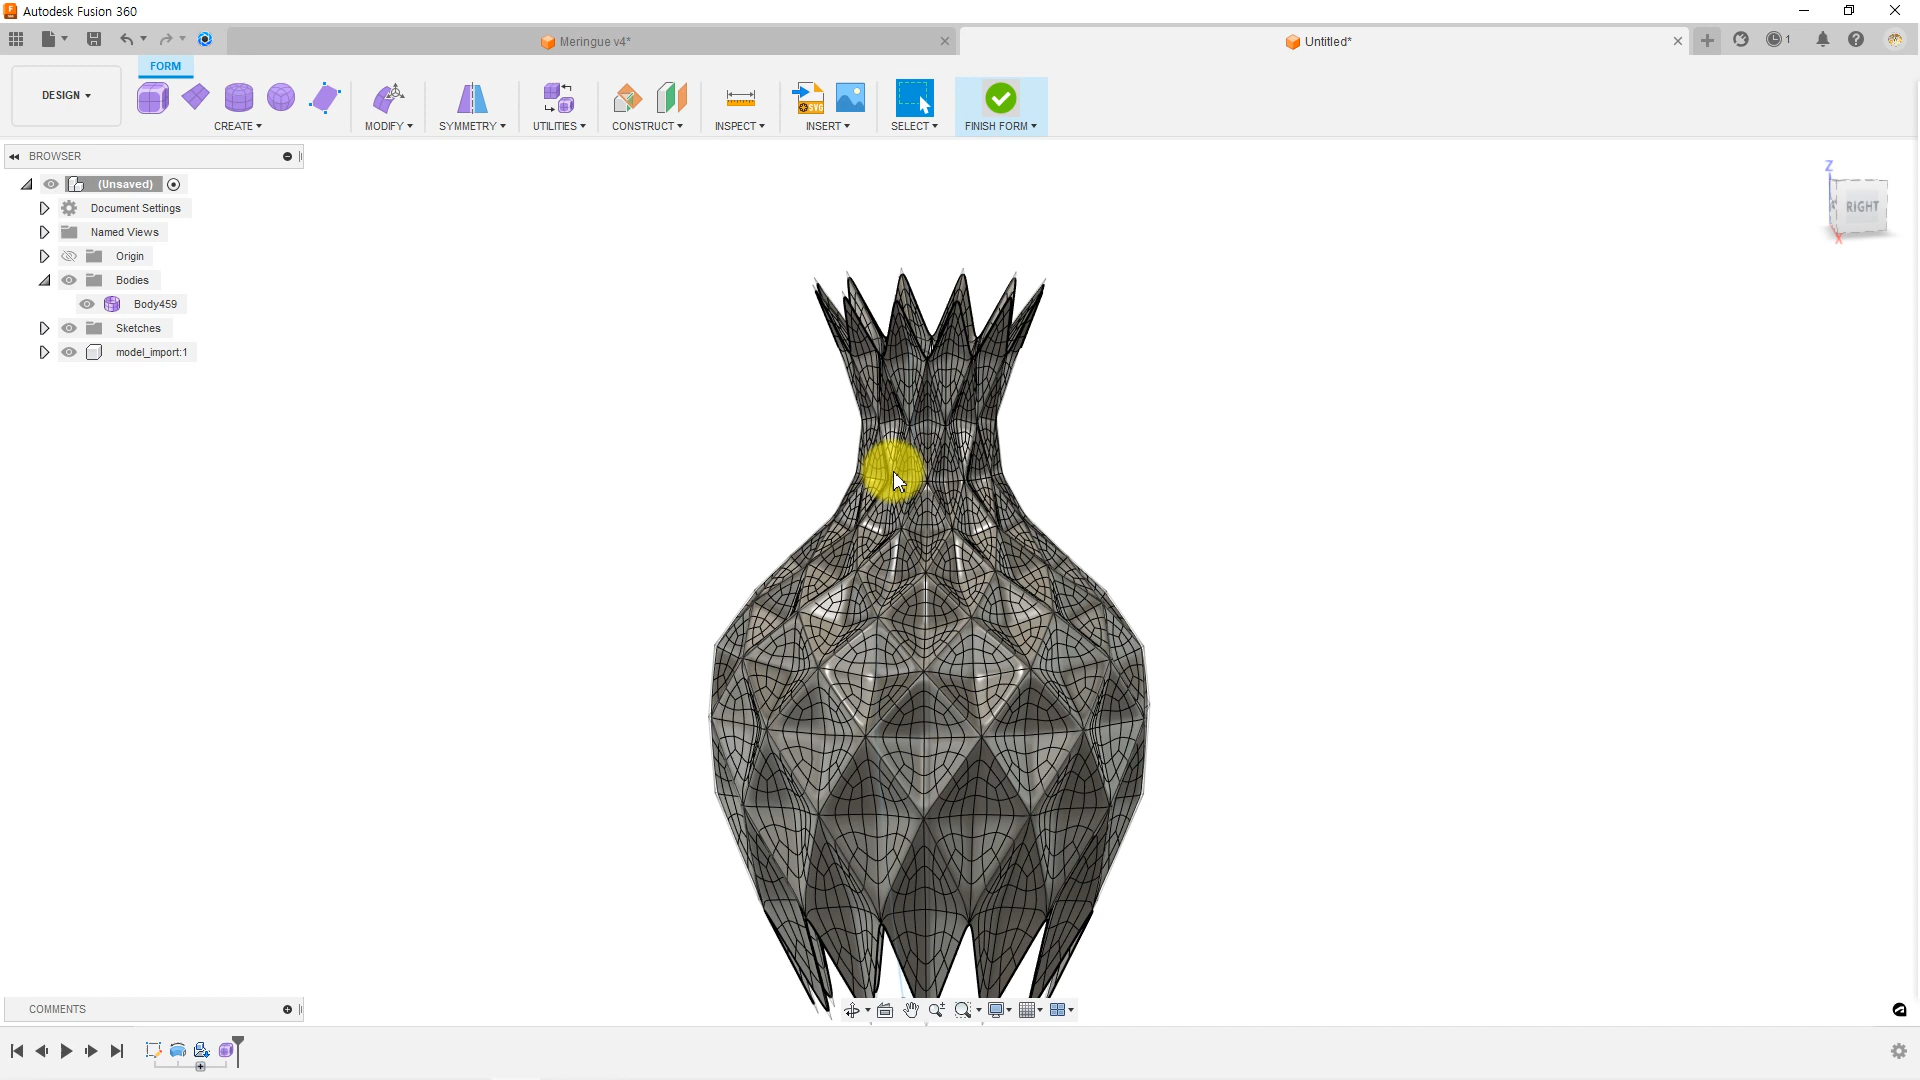 Autodesk Fusion 360
Meringue v4*
Untitled*
1
FORM
DESIGN
CREATE
MODIFY
SYMMETRY
UTILITIES
CONSTRUCT
INSPECT
INSERT
SELECT
FINISH FORM
BROWSER
(Unsaved)
Document Settings
Named Views
Origin
Bodies
Body459
Sketches
model_import:1
Z
RIGHT
X
COMMENTS